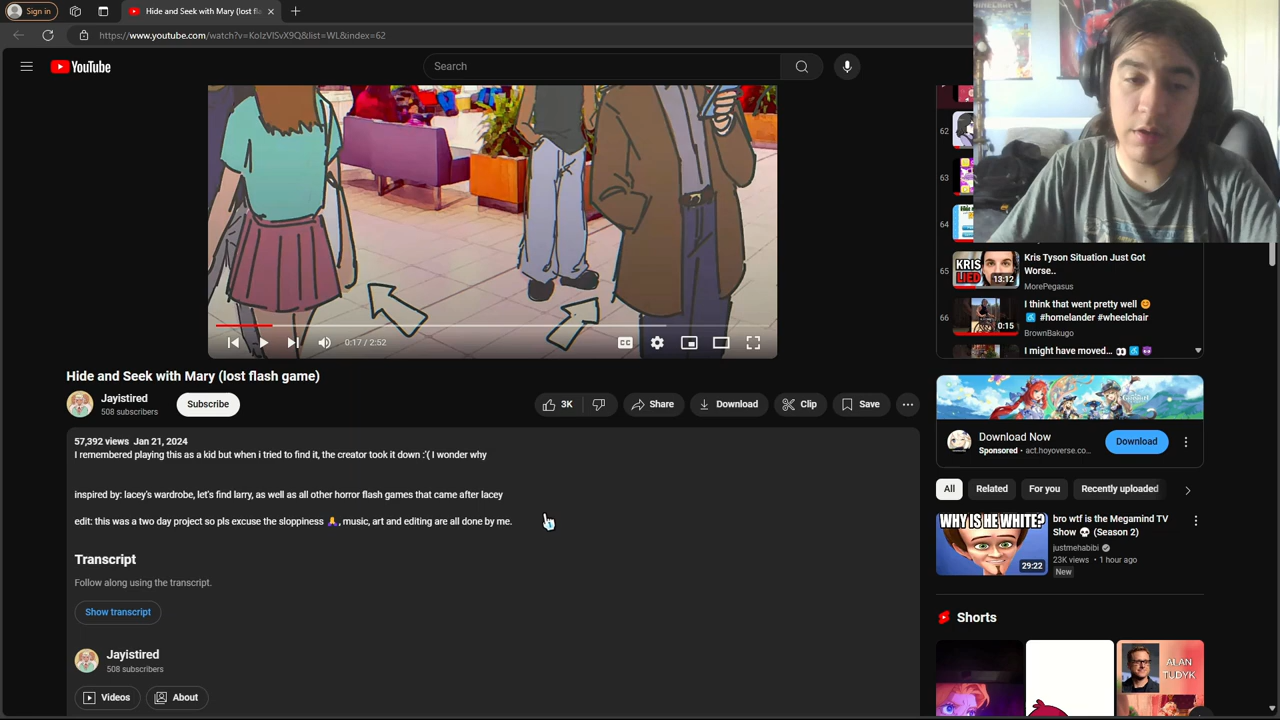 Sign in
Hide and Seek with Mary (lost fla
https://www.youtube.com/watch?v=KoIzVlSvX9Q&list=WL&index=62
YouTube
Search
62
63
64
65
KRIS
LIED
13:12
Kris Tyson Situation Just Got
Worse..
MorePegasus
66
0:15
I think that went pretty well 😊
♿ #homelander #wheelchair
BrownBakugo
I might have moved... 👀 ♿ 😈
0:17 / 2:52
CC
Hide and Seek with Mary (lost flash game)
Jayistired
508 subscribers
Subscribe
3K
Share
Download
Clip
Save
57,392 views Jan 21, 2024
I remembered playing this as a kid but when i tried to find it, the creator took it down :'( I wonder why
inspired by: lacey's wardrobe, let's find larry, as well as all other horror flash games that came after lacey
edit: this was a two day project so pls excuse the sloppiness 🙏, music, art and editing are all done by me.
Transcript
Follow along using the transcript.
Show transcript
Jayistired
508 subscribers
Videos
About
Download Now
Sponsored · act.hoyoverse.co...
Download
All
Related
For you
Recently uploaded
WHY IS HE WHITE?
29:22
bro wtf is the Megamind TV
Show 💀 (Season 2)
justmehabibi
23K views • 1 hour ago
New
Shorts
ALAN
TUDYK